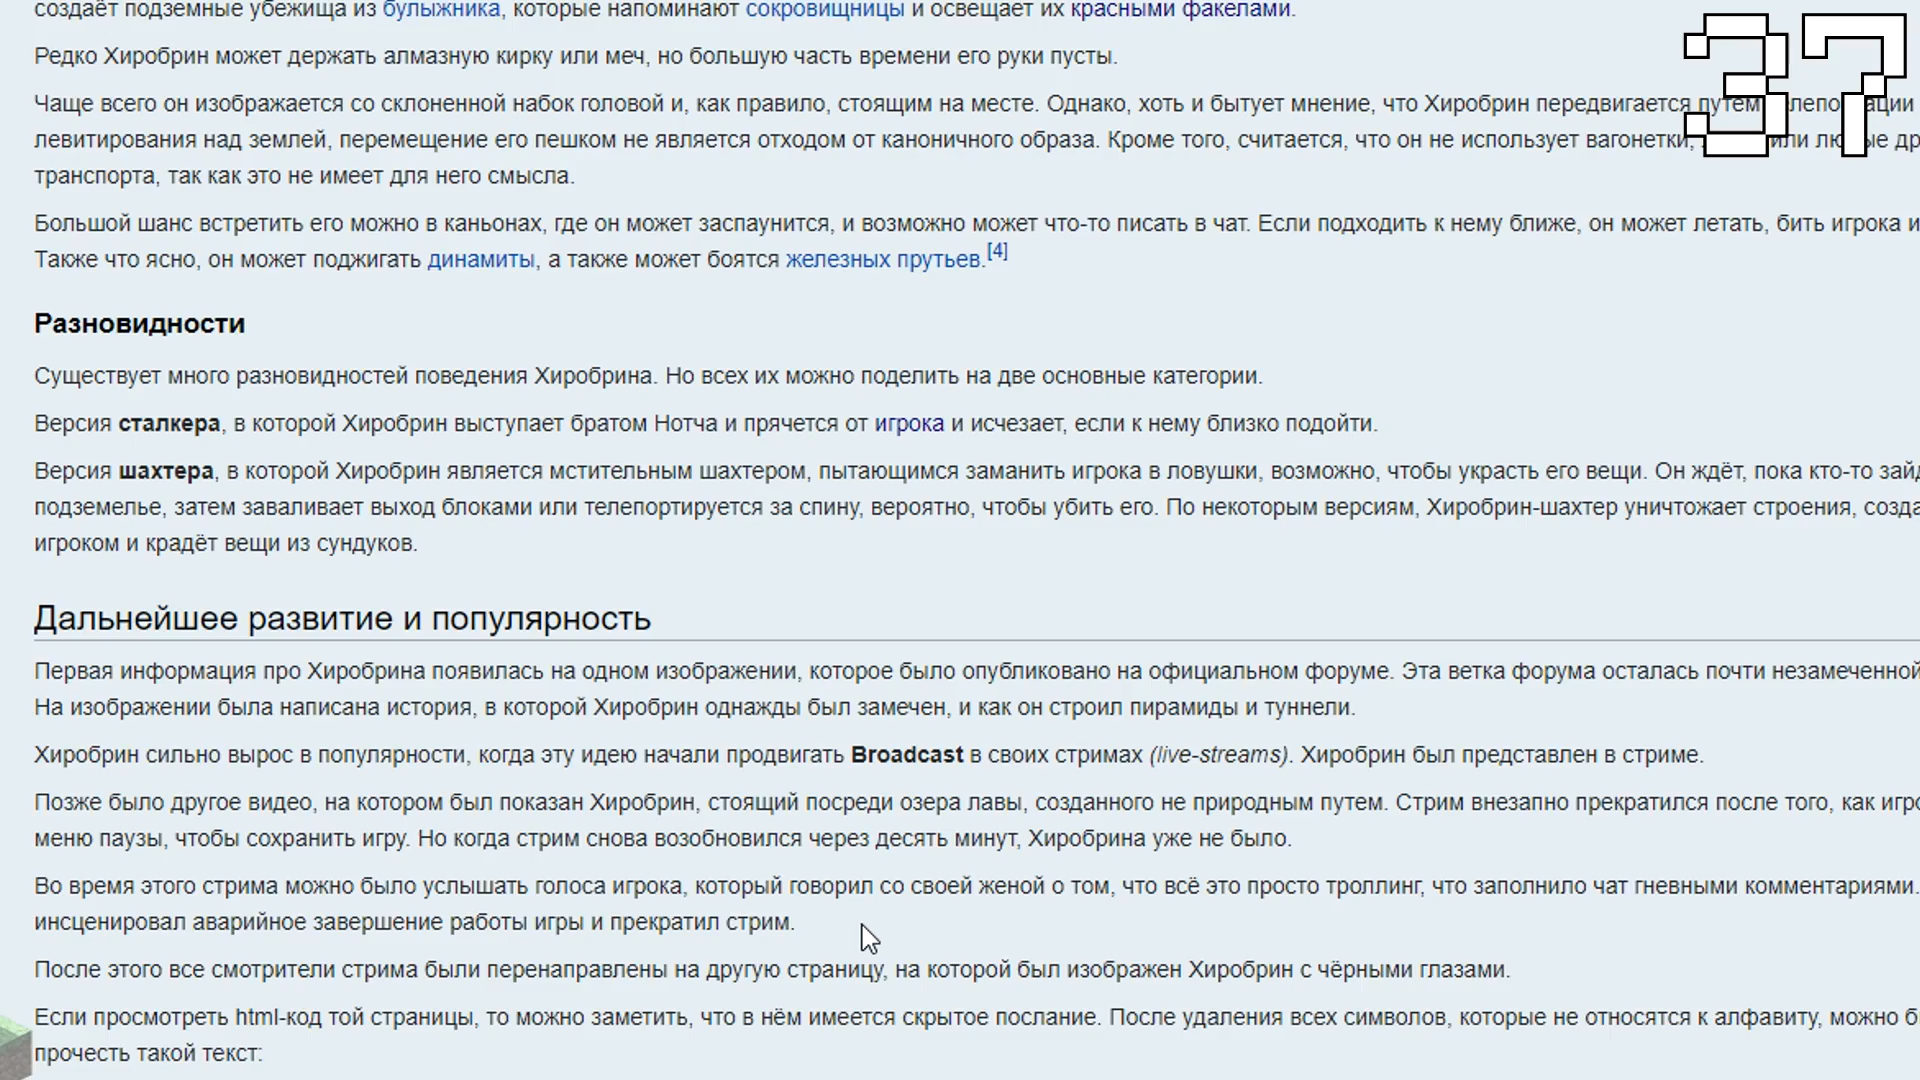 создаёт подземные убежища из булыжника, которые напоминают сокровищницы и освещает их красными факелами.
37
Редко Хиробрин может держать алмазную кирку или меч, но большую часть времени его руки пусты.
Чаще всего он изображается со склоненной набок головой и, как правило, стоящим на месте. Однако, хоть и бытует мнение, что Хиробрин передвигается путём
левитирования над землей, перемещение его пешком не является отходом от каноничного образа. Кроме того, считается, что он не использует вагонетки, или
транспорта, так как это не имеет для него смысла.
Большой шанс встретить его можно в каньонах, где он может заспаунится, и возможно может что-то писать в чат. Если подходить к нему ближе, он может летать, бить игрока и
Также что ясно, он может поджигать динамиты, а также может боятся железных прутьев.[4]
Разновидности
Существует много разновидностей поведения Хиробрина. Но всех их можно поделить на две основные категории.
Версия сталкера, в которой Хиробрин выступает братом Нотча и прячется от игрока и исчезает, если к нему близко подойти.
Версия шахтера, в которой Хиробрин является мстительным шахтером, пытающимся заманить игрока в ловушки, возможно, чтобы украсть его вещи. Он ждёт, пока кто-то
подземелье, затем заваливает выход блоками или телепортируется за спину, вероятно, чтобы убить его. По некоторым версиям, Хиробрин-шахтер уничтожает строения,
игроком и крадёт вещи из сундуков.
Дальнейшее развитие и популярность
Первая информация про Хиробрина появилась на одном изображении, которое было опубликовано на официальном форуме. Эта ветка форума осталась почти незамеченной
На изображении была написана история, в которой Хиробрин однажды был замечен, и как он строил пирамиды и туннели.
Хиробрин сильно вырос в популярности, когда эту идею начали продвигать Broadcast в своих стримах (live-streams). Хиробрин был представлен в стриме.
Позже было другое видео, на котором был показан Хиробрин, стоящий посреди озера лавы, созданного не природным путем. Стрим внезапно прекратился после того, как
меню паузы, чтобы сохранить игру. Но когда стрим снова возобновился через десять минут, Хиробрина уже не было.
Во время этого стрима можно было услышать голоса игрока, который говорил со своей женой о том, что всё это просто троллинг, что заполнило чат гневными комментариями.
инсценировал аварийное завершение работы игры и прекратил стрим.
После этого все смотрители стрима были перенаправлены на другую страницу, на которой был изображен Хиробрин с чёрными глазами.
Если просмотреть html-код той страницы, то можно заметить, что в нём имеется скрытое послание. После удаления всех символов, которые не относятся к алфавиту, можно
прочесть такой текст: